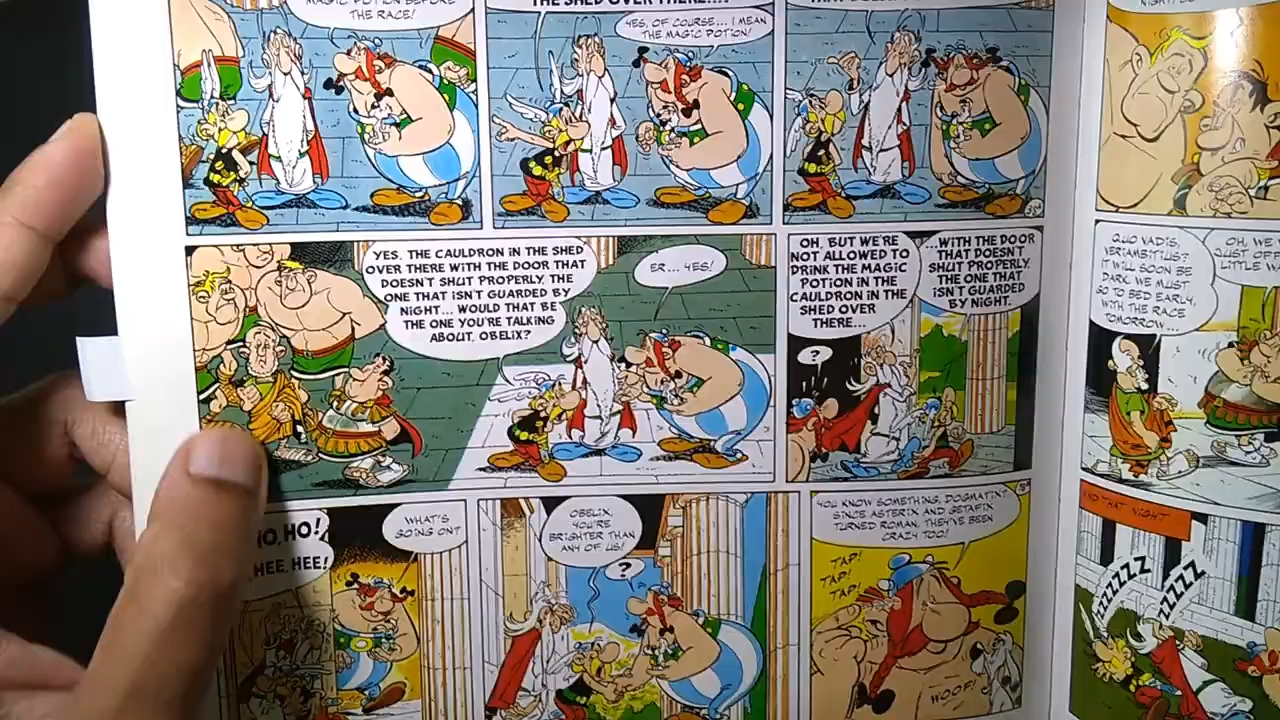 MAGIC POTION BEFORE
THE RACE!
THE SHED OVER THERE....
YES, OF COURSE... I MEAN
THE MAGIC POTION!
YES. THE CAULDRON IN THE SHED
OVER THERE WITH THE DOOR THAT
DOESN'T SHUT PROPERLY, THE
ONE THAT ISN'T GUARDED BY
NIGHT... WOULD THAT BE
THE ONE YOU'RE TALKING
ABOUT, OBELIX?
ER... YES!
OH, BUT WE'RE
NOT ALLOWED TO
DRINK THE MAGIC
POTION IN THE
CAULDRON IN THE
SHED OVER
THERE...
...WITH THE DOOR
THAT DOESN'T
SHUT PROPERLY.
THE ONE THAT
ISN'T GUARDED
BY NIGHT.
?
HO, HO!
HEE, HEE!
WHAT'S
GOING ON?
OBELIX,
YOU'RE
BRIGHTER THAN
ANY OF US!
?
YOU KNOW SOMETHING, DOGMATIX?
SINCE ASTERIX AND GETAFIX
TURNED ROMAN, THEY'VE BEEN
CRAZY TOO!
TAP!
TAP!
TAP!
WOOF!
QUO VADIS,
VERIAMBITIUS?
IT WILL SOON BE
DARK. WE MUST
GO TO BED EARLY,
WITH THE RACE
TOMORROW...
OH, WE'
JUST OFF
LITTLE W
AND THAT NIGHT
ZZZZZ
ZZZZ